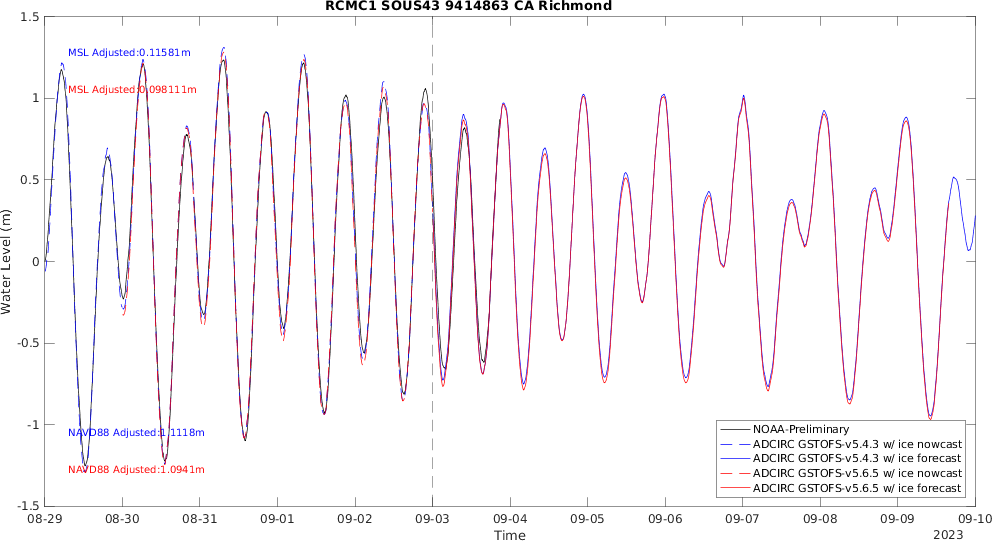 RCMC1 SOUS43 9414863 CA Richmond
1.5
1
0.5
0
-0.5
-1
-1.5
Water Level (m)
MSL Adjusted:0.11581m
MSL Adjusted:0.098111m
NAVD88 Adjusted:1.1118m
NAVD88 Adjusted:1.0941m
NOAA-Preliminary
ADCIRC GSTOFS-v5.4.3 w/ ice nowcast
ADCIRC GSTOFS-v5.4.3 w/ ice forecast
ADCIRC GSTOFS-v5.6.5 w/ ice nowcast
ADCIRC GSTOFS-v5.6.5 w/ ice forecast
08-29 08-30 08-31 09-01 09-02 09-03 09-04 09-05 09-06 09-07 09-08 09-09 09-10
Time
2023